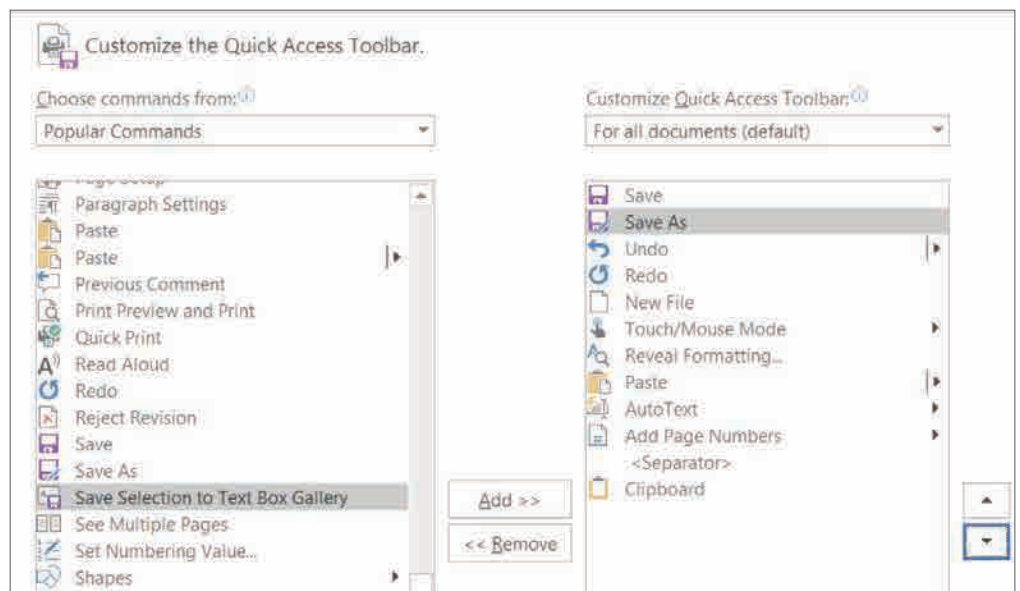 Customize the Quick Access Toolbar.
Choose commands from:
Popular Commands
Page Setup
Paragraph Settings
Paste
Paste
Previous Comment
Print Preview and Print
Quick Print
Read Aloud
Redo
Reject Revision
Save
Save As
Save Selection to Text Box Gallery
See Multiple Pages
Set Numbering Value...
Shapes
Add >>
<< Remove
Customize Quick Access Toolbar:
For all documents (default)
Save
Save As
Undo
Redo
New File
Touch/Mouse Mode
Reveal Formatting...
Paste
AutoText
Add Page Numbers
<Separator>
Clipboard